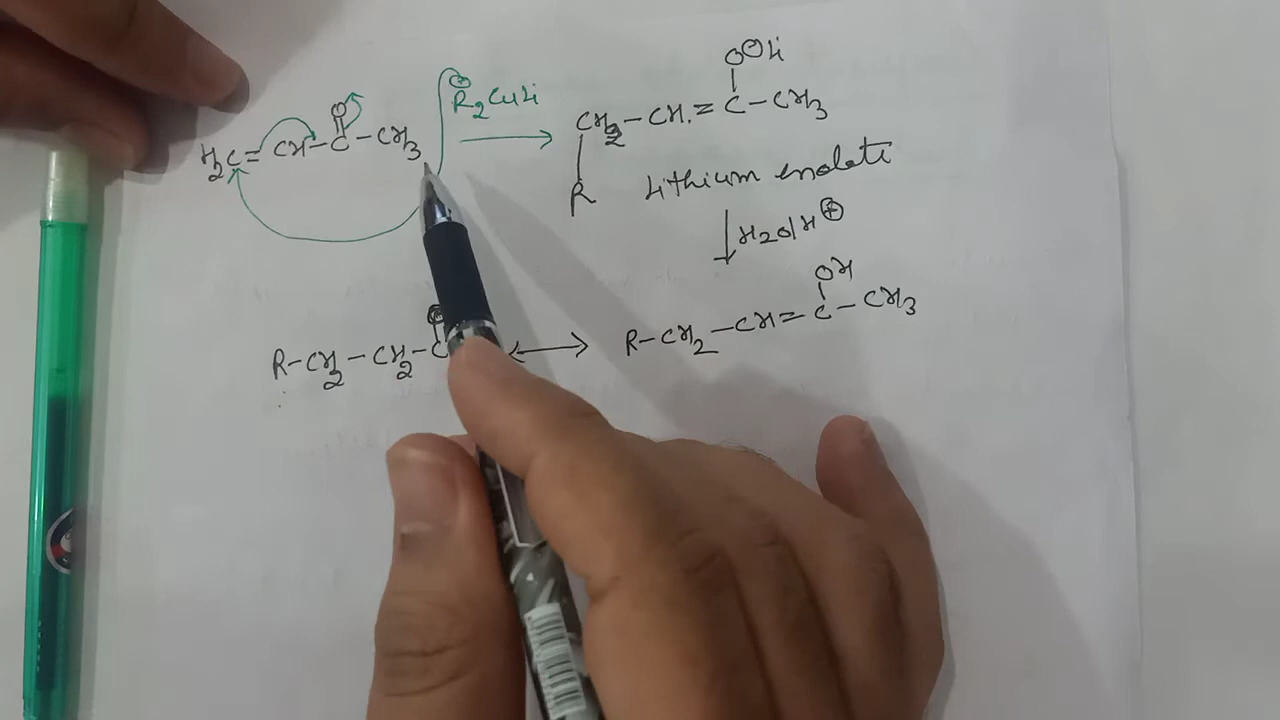 O⊖Li
H2C=CH-C-CH3 ⊖R2CuLi CH2-CH=C-CH3
O
R Lithium enolate
H2O/H⊕
OH
R-CH2-CH2-C R-CH2-CH=C-CH3
O